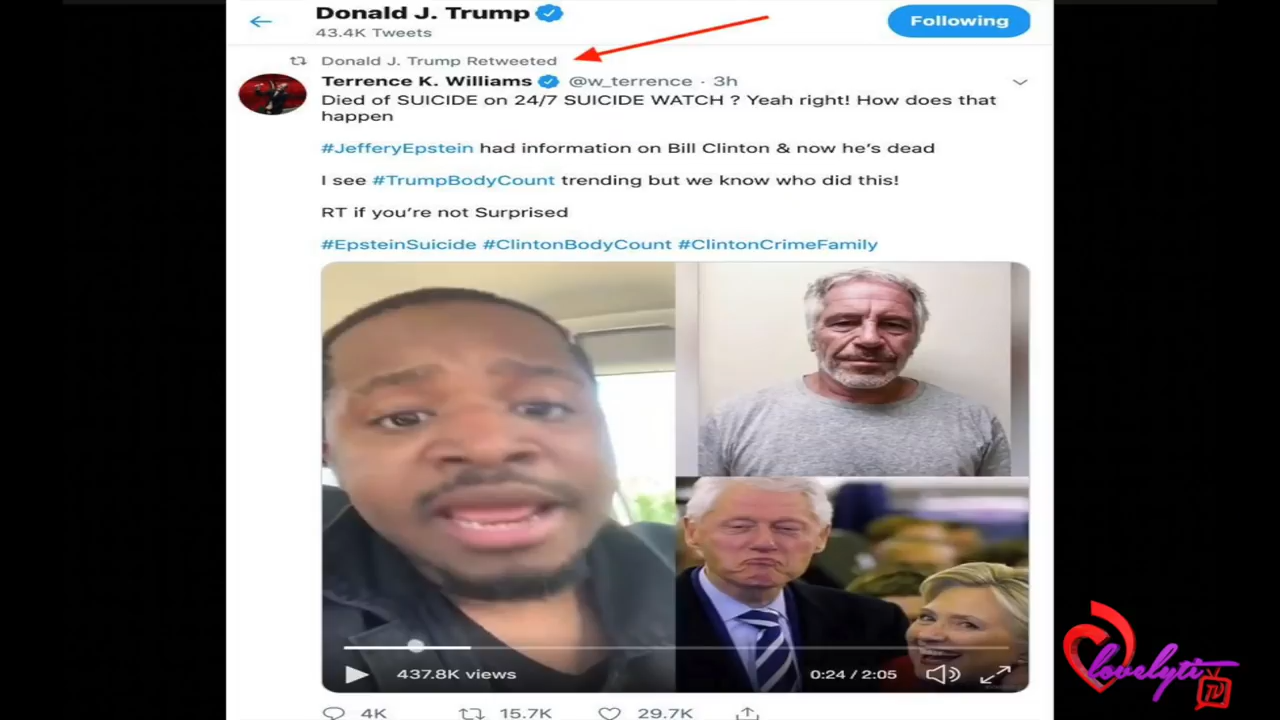 Donald J. Trump
Following
43.4K Tweets
Donald J. Trump Retweeted
Terrence K. Williams @w_terrence · 3h
Died of SUICIDE on 24/7 SUICIDE WATCH ? Yeah right! How does that
happen
#JefferyEpstein had information on Bill Clinton & now he's dead
I see #TrumpBodyCount trending but we know who did this!
RT if you're not Surprised
#EpsteinSuicide #ClintonBodyCount #ClintonCrimeFamily
437.8K views
0:24 / 2:05
4K 15.7K 29.7K
lovelyti
TV